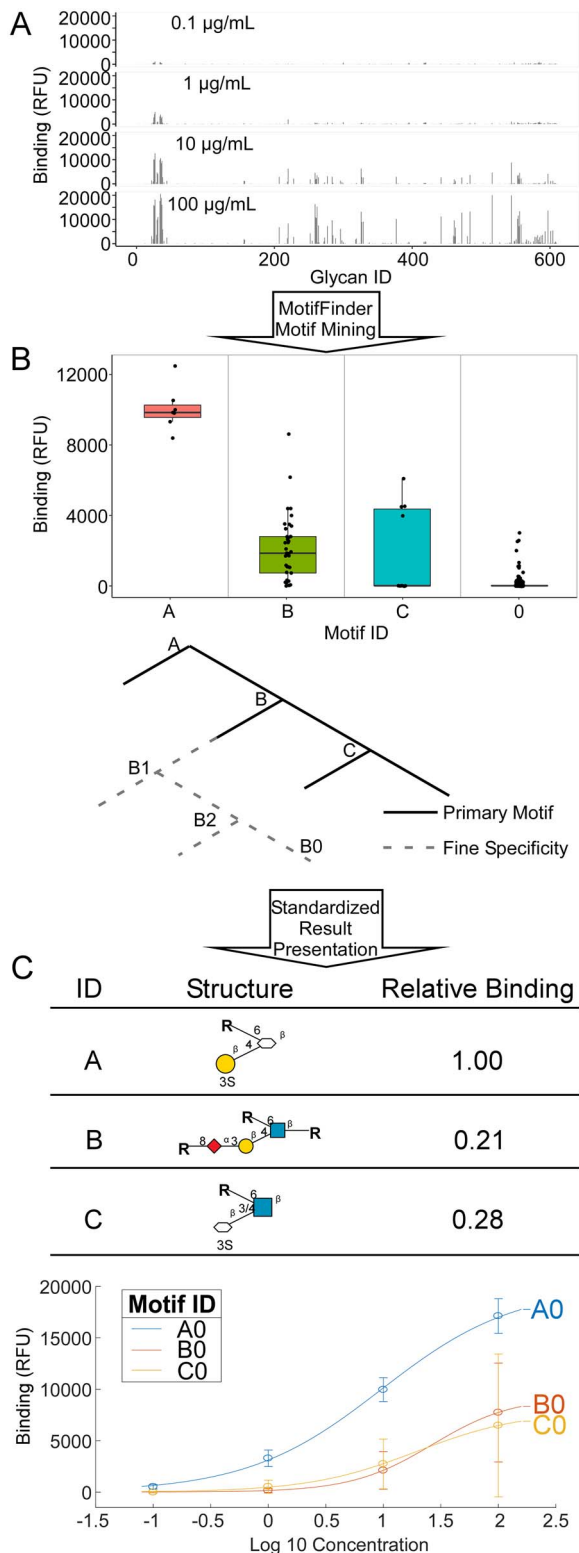 A
Binding (RFU)
20000
10000
0
0.1 µg/mL
20000
10000
0
1 µg/mL
20000
10000
0
10 µg/mL
20000
10000
0
100 µg/mL
0 200 400 600
Glycan ID
MotifFinder
Motif Mining
B
Binding (RFU)
12000
8000
4000
0
A B C 0
Motif ID
A
B
C
B1
B2
B0
Primary Motif
Fine Specificity
Standardized
Result
Presentation
C
ID Structure Relative Binding
A
R 6 β
β 4
3S
1.00
B
R 6
R 8 α 3 β 4 β R
0.21
C
R 6 β
β 3/4
3S
0.28
Binding (RFU)
20000
15000
10000
5000
0
Motif ID
A0
B0
C0
A0
B0
C0
-1.5 -1 -0.5 0 0.5 1 1.5 2 2.5
Log 10 Concentration